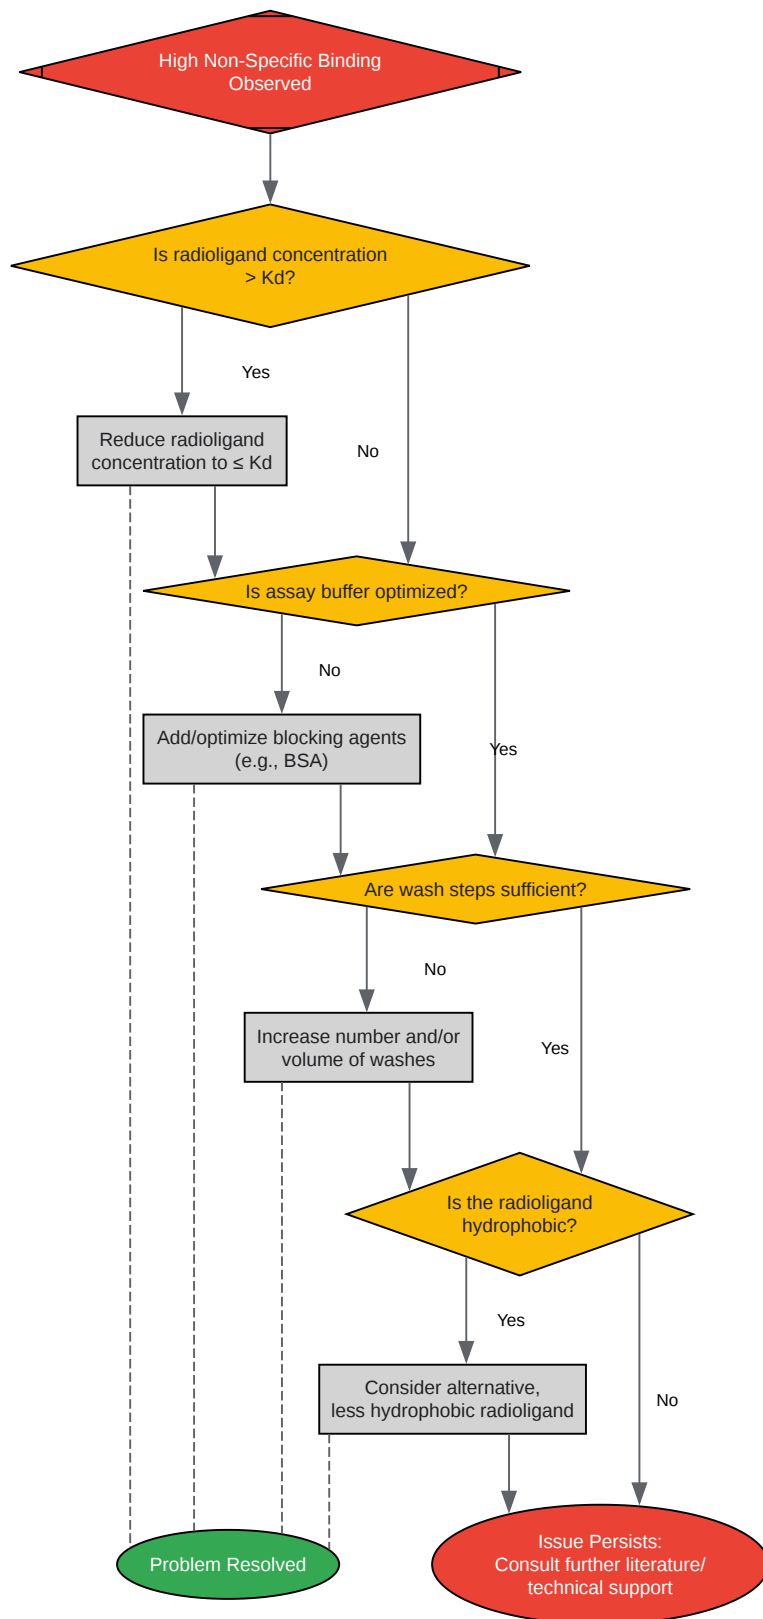 High Non-Specific Binding
Observed
Is radioligand concentration
> Kd?
Yes
Reduce radioligand
concentration to ≤ Kd
No
Is assay buffer optimized?
No
Add/optimize blocking agents
(e.g., BSA)
Yes
Are wash steps sufficient?
No
Increase number and/or
volume of washes
Yes
Is the radioligand
hydrophobic?
Yes
Consider alternative,
less hydrophobic radioligand
No
Problem Resolved
Issue Persists:
Consult further literature/
technical support